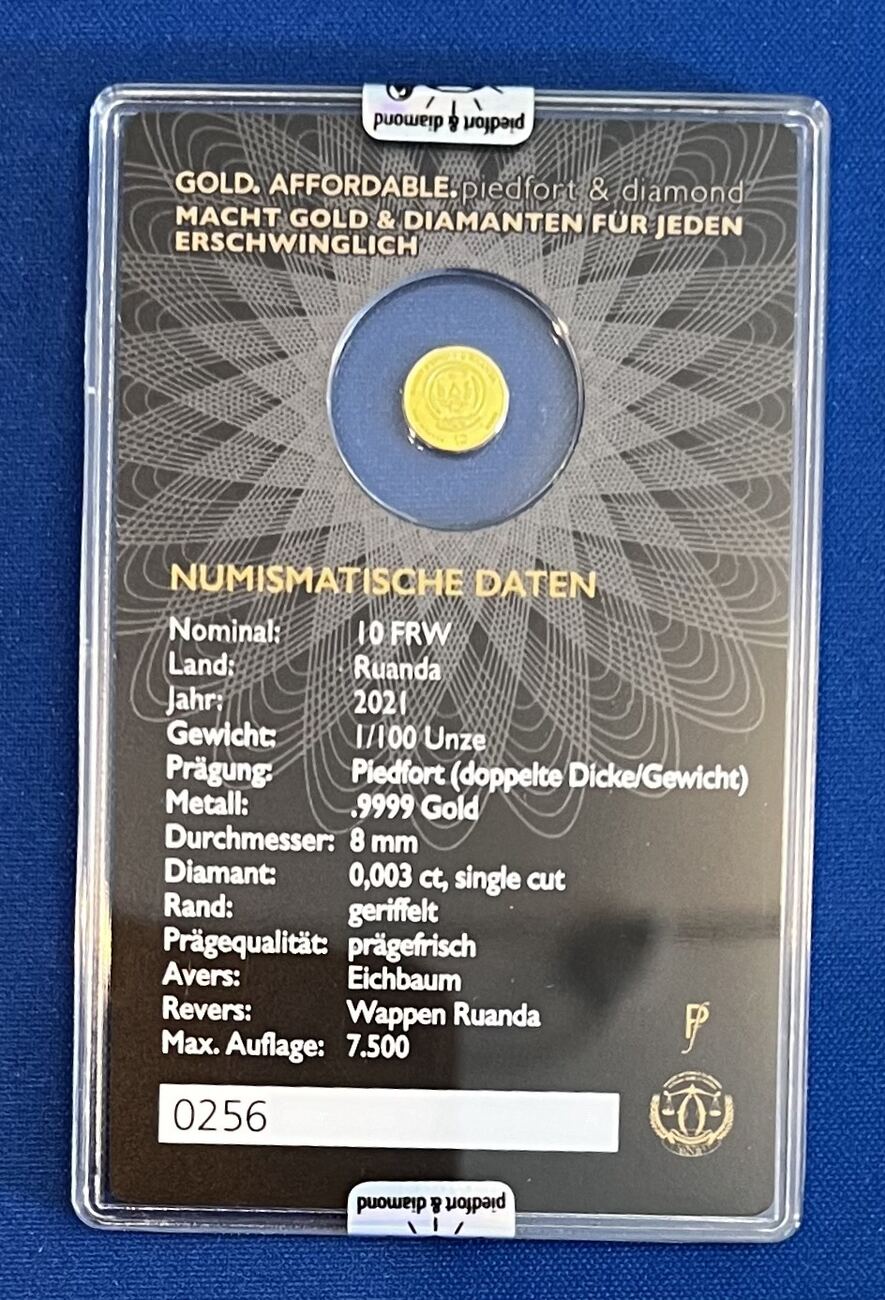 piedfort & diamond
GOLD. AFFORDABLE. piedfort & diamond
MACHT GOLD & DIAMANTEN FÜR JEDEN
ERSCHWINGLICH
NUMISMATISCHE DATEN
Nominal: 10 FRW
Land: Ruanda
Jahr: 2021
Gewicht: 1/100 Unze
Prägung: Piedfort (doppelte Dicke/Gewicht)
Metall: .9999 Gold
Durchmesser: 8 mm
Diamant: 0,003 ct, single cut
Rand: geriffelt
Prägequalität: prägefrisch
Avers: Eichbaum
Revers: Wappen Ruanda
Max. Auflage: 7.500
0256
piedfort & diamond